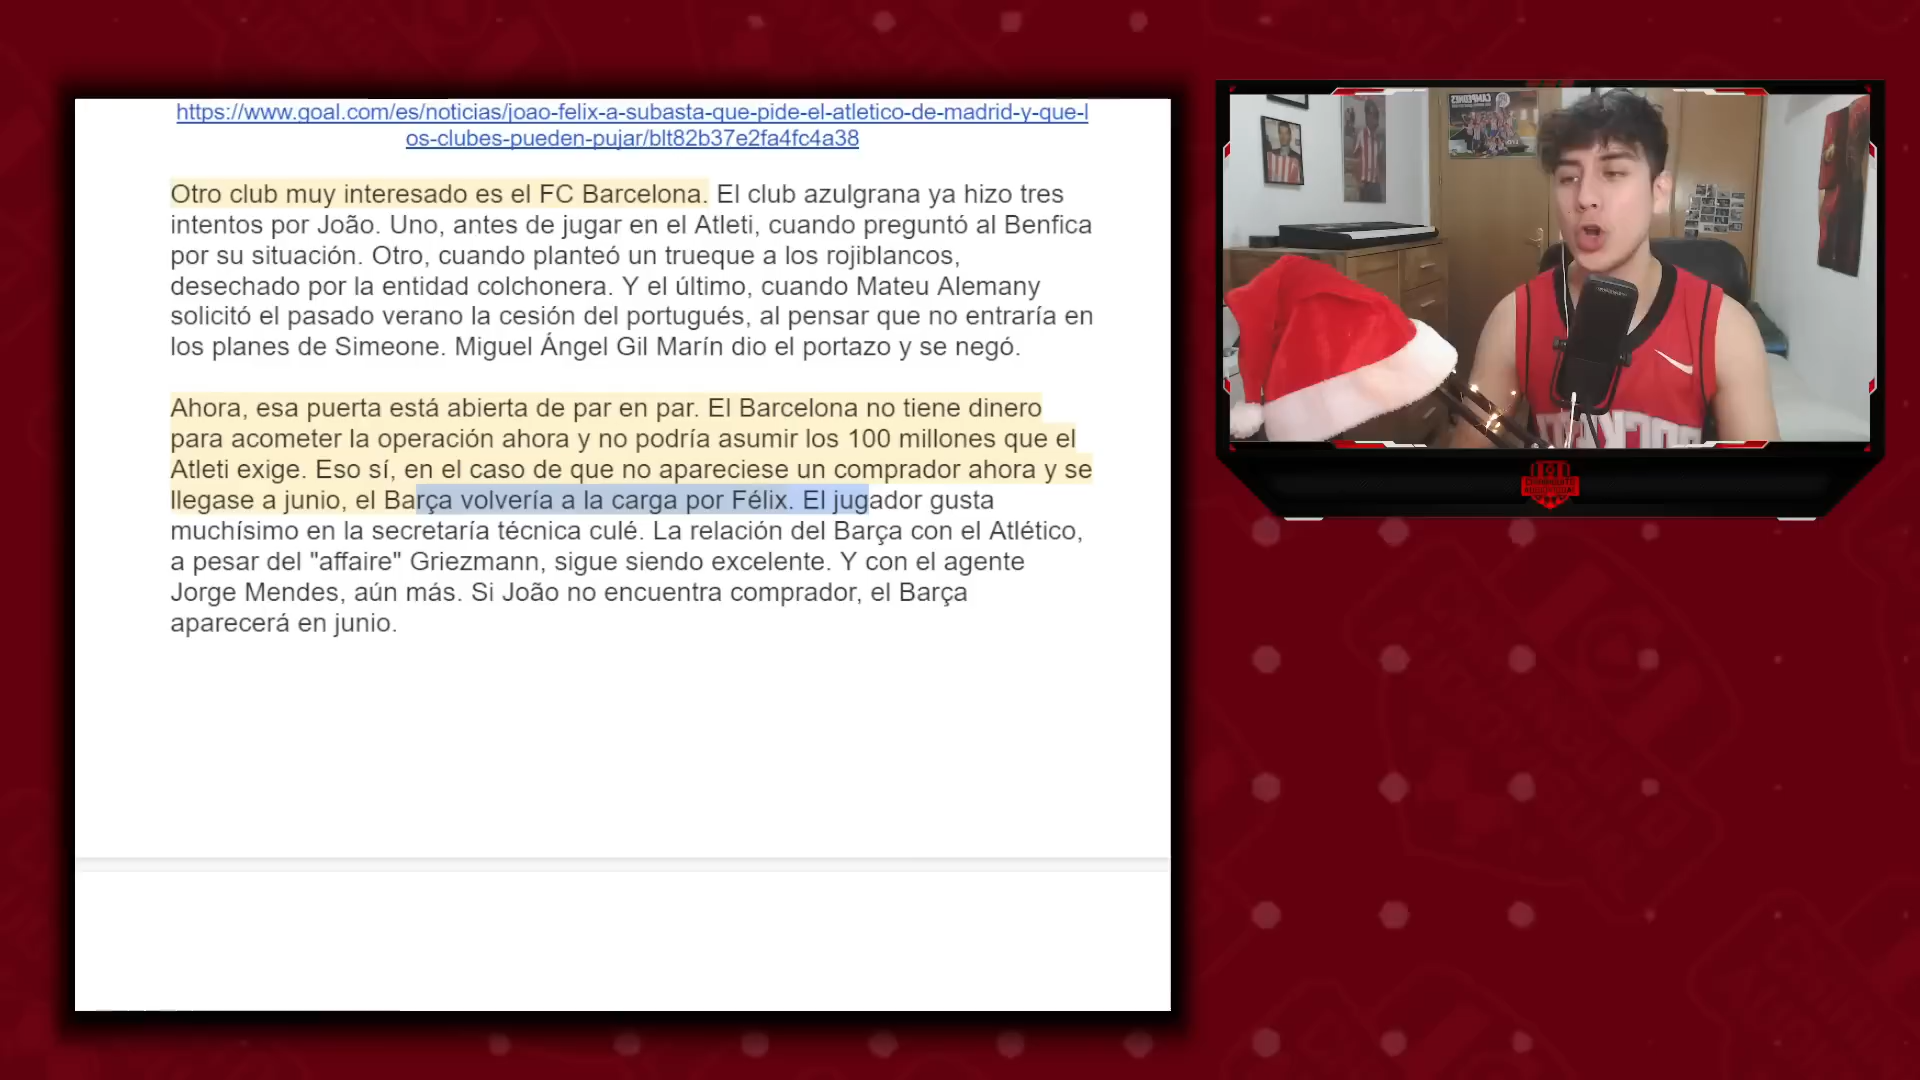 https://www.goal.com/es/noticias/joao-felix-a-subasta-que-pide-el-atletico-de-madrid-y-que-l
os-clubes-pueden-pujar/blt82b37e2fa4fc4a38
Otro club muy interesado es el FC Barcelona. El club azulgrana ya hizo tres
intentos por João. Uno, antes de jugar en el Atleti, cuando preguntó al Benfica
por su situación. Otro, cuando planteó un trueque a los rojiblancos,
desechado por la entidad colchonera. Y el último, cuando Mateu Alemany
solicitó el pasado verano la cesión del portugués, al pensar que no entraría en
los planes de Simeone. Miguel Ángel Gil Marín dio el portazo y se negó.
Ahora, esa puerta está abierta de par en par. El Barcelona no tiene dinero
para acometer la operación ahora y no podría asumir los 100 millones que el
Atleti exige. Eso sí, en el caso de que no apareciese un comprador ahora y se
llegase a junio, el Barça volvería a la carga por Félix. El jugador gusta
muchísimo en la secretaría técnica culé. La relación del Barça con el Atlético,
a pesar del "affaire" Griezmann, sigue siendo excelente. Y con el agente
Jorge Mendes, aún más. Si João no encuentra comprador, el Barça
aparecerá en junio.